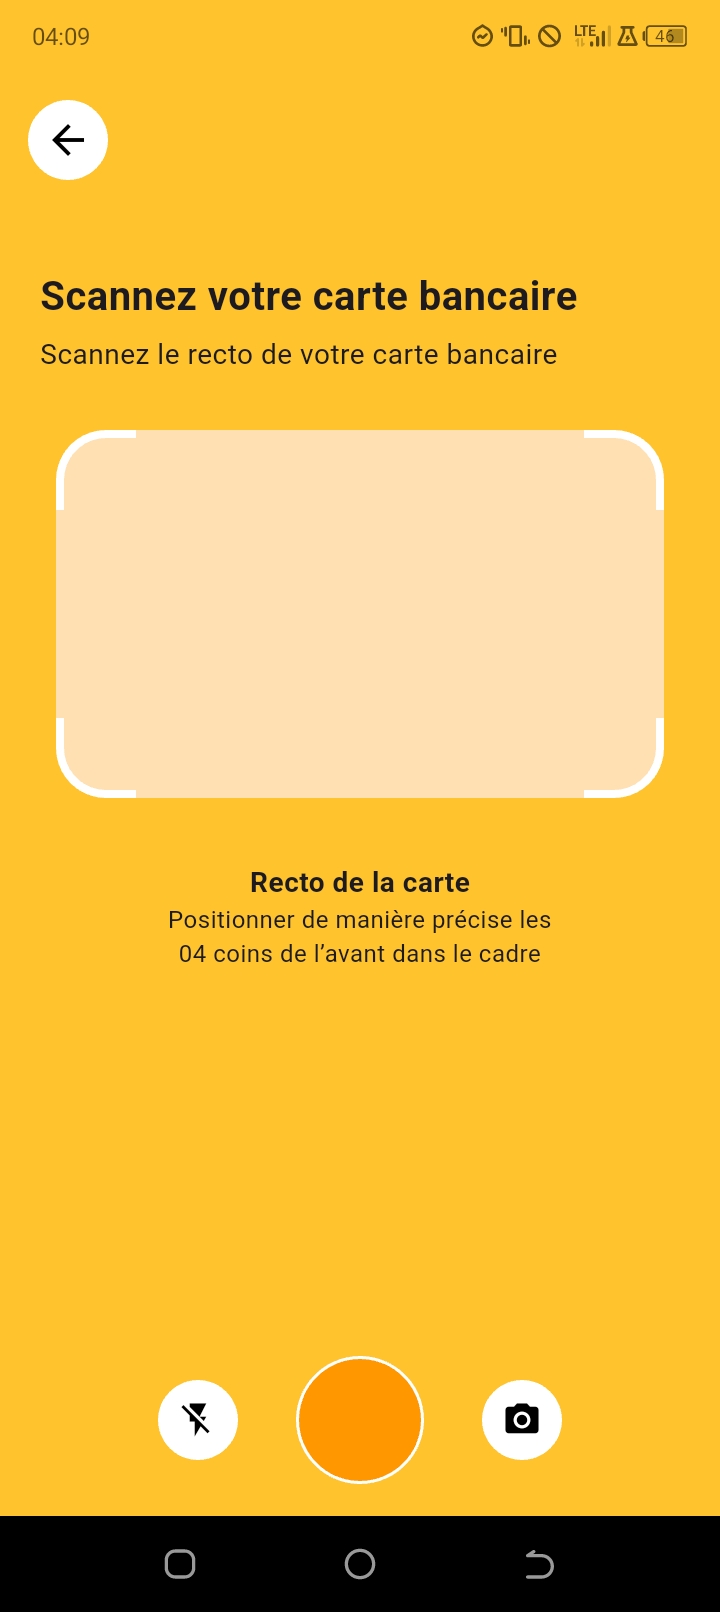 04:09
LTE
46
Scannez votre carte bancaire
Scannez le recto de votre carte bancaire
Recto de la carte
Positionner de manière précise les
04 coins de l’avant dans le cadre